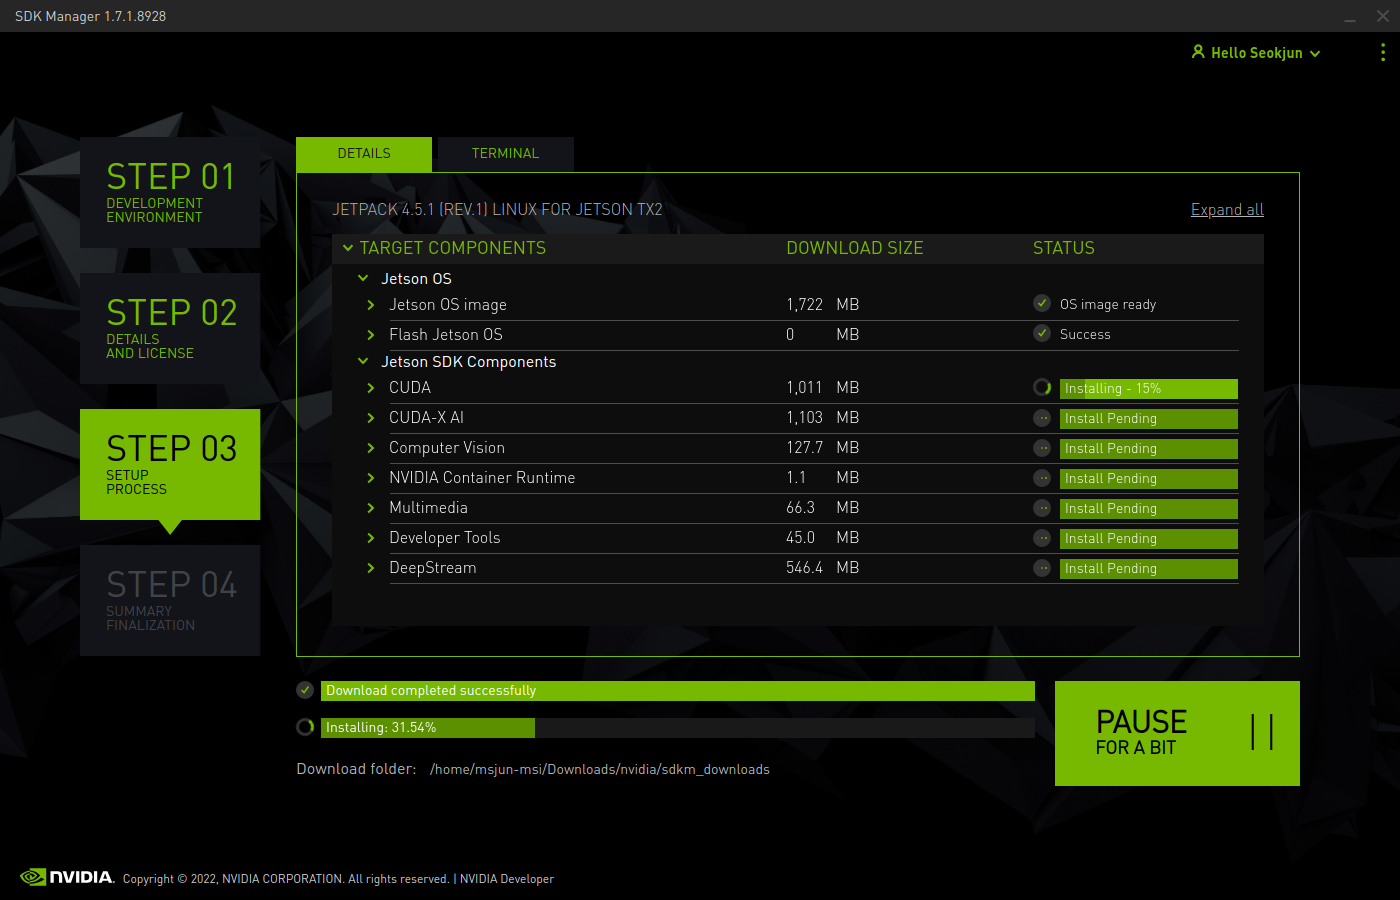 SDK Manager 1.7.1.8928
Hello Seokjun
STEP 01
DEVELOPMENT
ENVIRONMENT
STEP 02
DETAILS
AND LICENSE
STEP 03
SETUP
PROCESS
STEP 04
SUMMARY
FINALIZATION
DETAILS TERMINAL
JETPACK 4.5.1 (REV.1) LINUX FOR JETSON TX2 Expand all
TARGET COMPONENTS DOWNLOAD SIZE STATUS
Jetson OS
Jetson OS image 1,722 MB OS image ready
Flash Jetson OS 0 MB Success
Jetson SDK Components
CUDA 1,011 MB Installing - 15%
CUDA-X AI 1,103 MB Install Pending
Computer Vision 127.7 MB Install Pending
NVIDIA Container Runtime 1.1 MB Install Pending
Multimedia 66.3 MB Install Pending
Developer Tools 45.0 MB Install Pending
DeepStream 546.4 MB Install Pending
Download completed successfully
Installing: 31.54%
Download folder: /home/msjun-msi/Downloads/nvidia/sdkm_downloads
PAUSE
FOR A BIT
NVIDIA. Copyright © 2022, NVIDIA CORPORATION. All rights reserved. | NVIDIA Developer